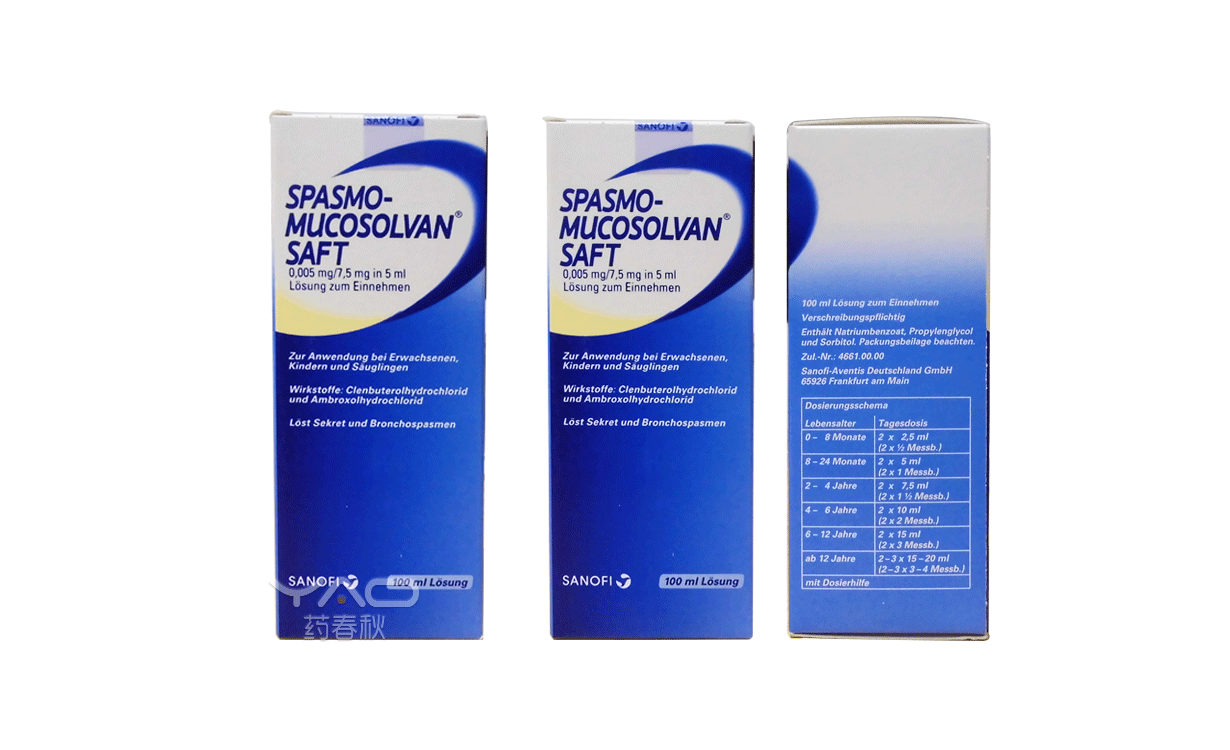 SANOFI
SPASMO-
MUCOSOLVAN®
SAFT
0,005 mg/7,5 mg in 5 ml
Lösung zum Einnehmen
Zur Anwendung bei Erwachsenen,
Kindern und Säuglingen
Wirkstoffe: Clenbuterolhydrochlorid
und Ambroxolhydrochlorid
Löst Sekret und Bronchospasmen
SANOFI
100 ml Lösung
YAO
药春秋
SANOFI
SPASMO-
MUCOSOLVAN®
SAFT
0,005 mg/7,5 mg in 5 ml
Lösung zum Einnehmen
Zur Anwendung bei Erwachsenen,
Kindern und Säuglingen
Wirkstoffe: Clenbuterolhydrochlorid
und Ambroxolhydrochlorid
Löst Sekret und Bronchospasmen
SANOFI
100 ml Lösung
100 ml Lösung zum Einnehmen
Verschreibungspflichtig
Enthält Natriumbenzoat, Propylenglycol
und Sorbitol. Packungsbeilage beachten.
Zul.-Nr.: 4661.00.00
Sanofi-Aventis Deutschland GmbH
65926 Frankfurt am Main
Dosierungsschema
Lebensalter Tagesdosis
0 – 8 Monate 2 x 2,5 ml
(2 x ½ Messb.)
8 – 24 Monate 2 x 5 ml
(2 x 1 Messb.)
2 – 4 Jahre 2 x 7,5 ml
(2 x 1 ½ Messb.)
4 – 6 Jahre 2 x 10 ml
(2 x 2 Messb.)
6 – 12 Jahre 2 x 15 ml
(2 x 3 Messb.)
ab 12 Jahre 2 – 3 x 15 – 20 ml
(2 – 3 x 3 – 4 Messb.)
mit Dosierhilfe